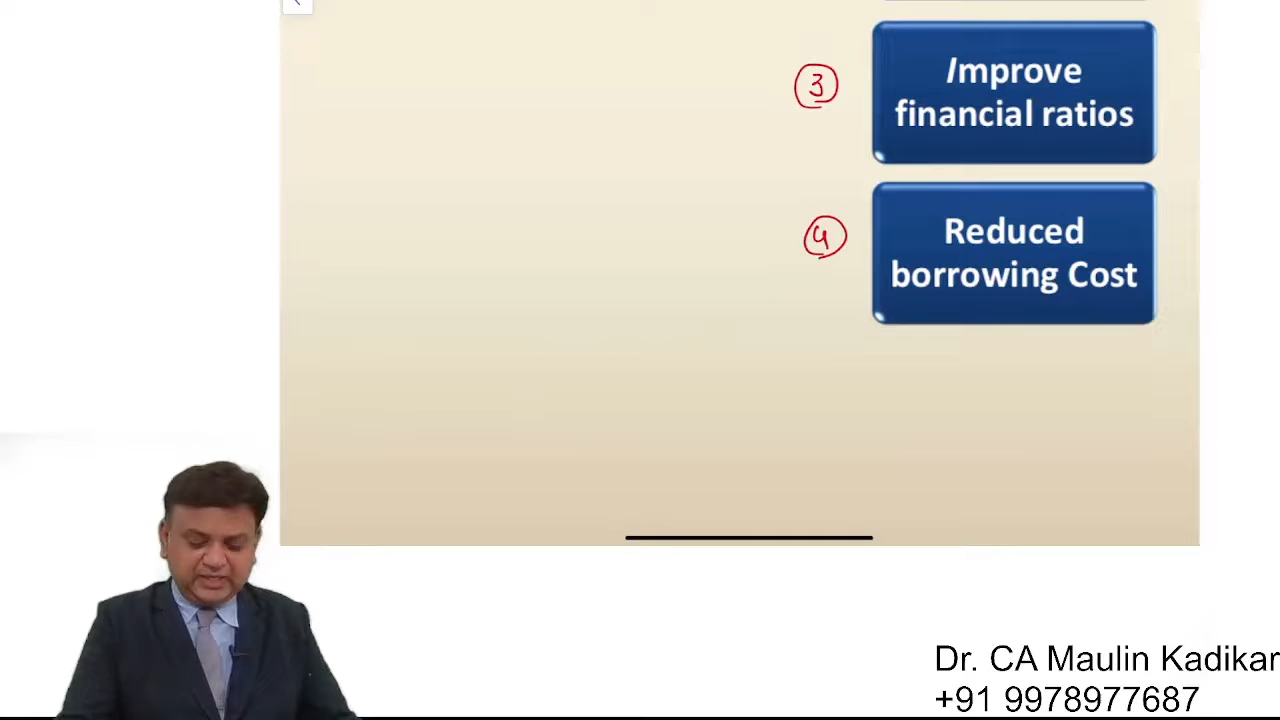 3
Improve
financial ratios
4
Reduced
borrowing Cost
Dr. CA Maulin Kadikar
+91 9978977687